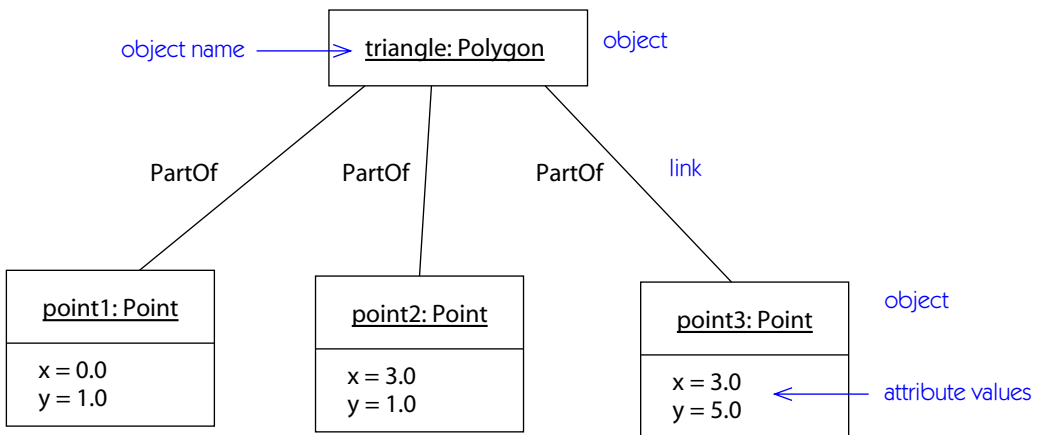 object name
triangle: Polygon
object
PartOf
PartOf
PartOf
link
point1: Point
x = 0.0
y = 1.0
point2: Point
x = 3.0
y = 1.0
point3: Point
x = 3.0
y = 5.0
object
attribute values